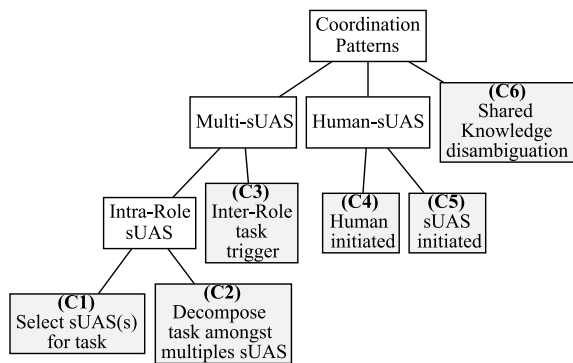 Coordination
Patterns
Multi-sUAS
Human-sUAS
(C6)
Shared
Knowledge
disambiguation
Intra-Role
sUAS
(C3)
Inter-Role
task
trigger
(C4)
Human
initiated
(C5)
sUAS
initiated
(C1)
Select sUAS(s)
for task
(C2)
Decompose
task amongst
multiples sUAS